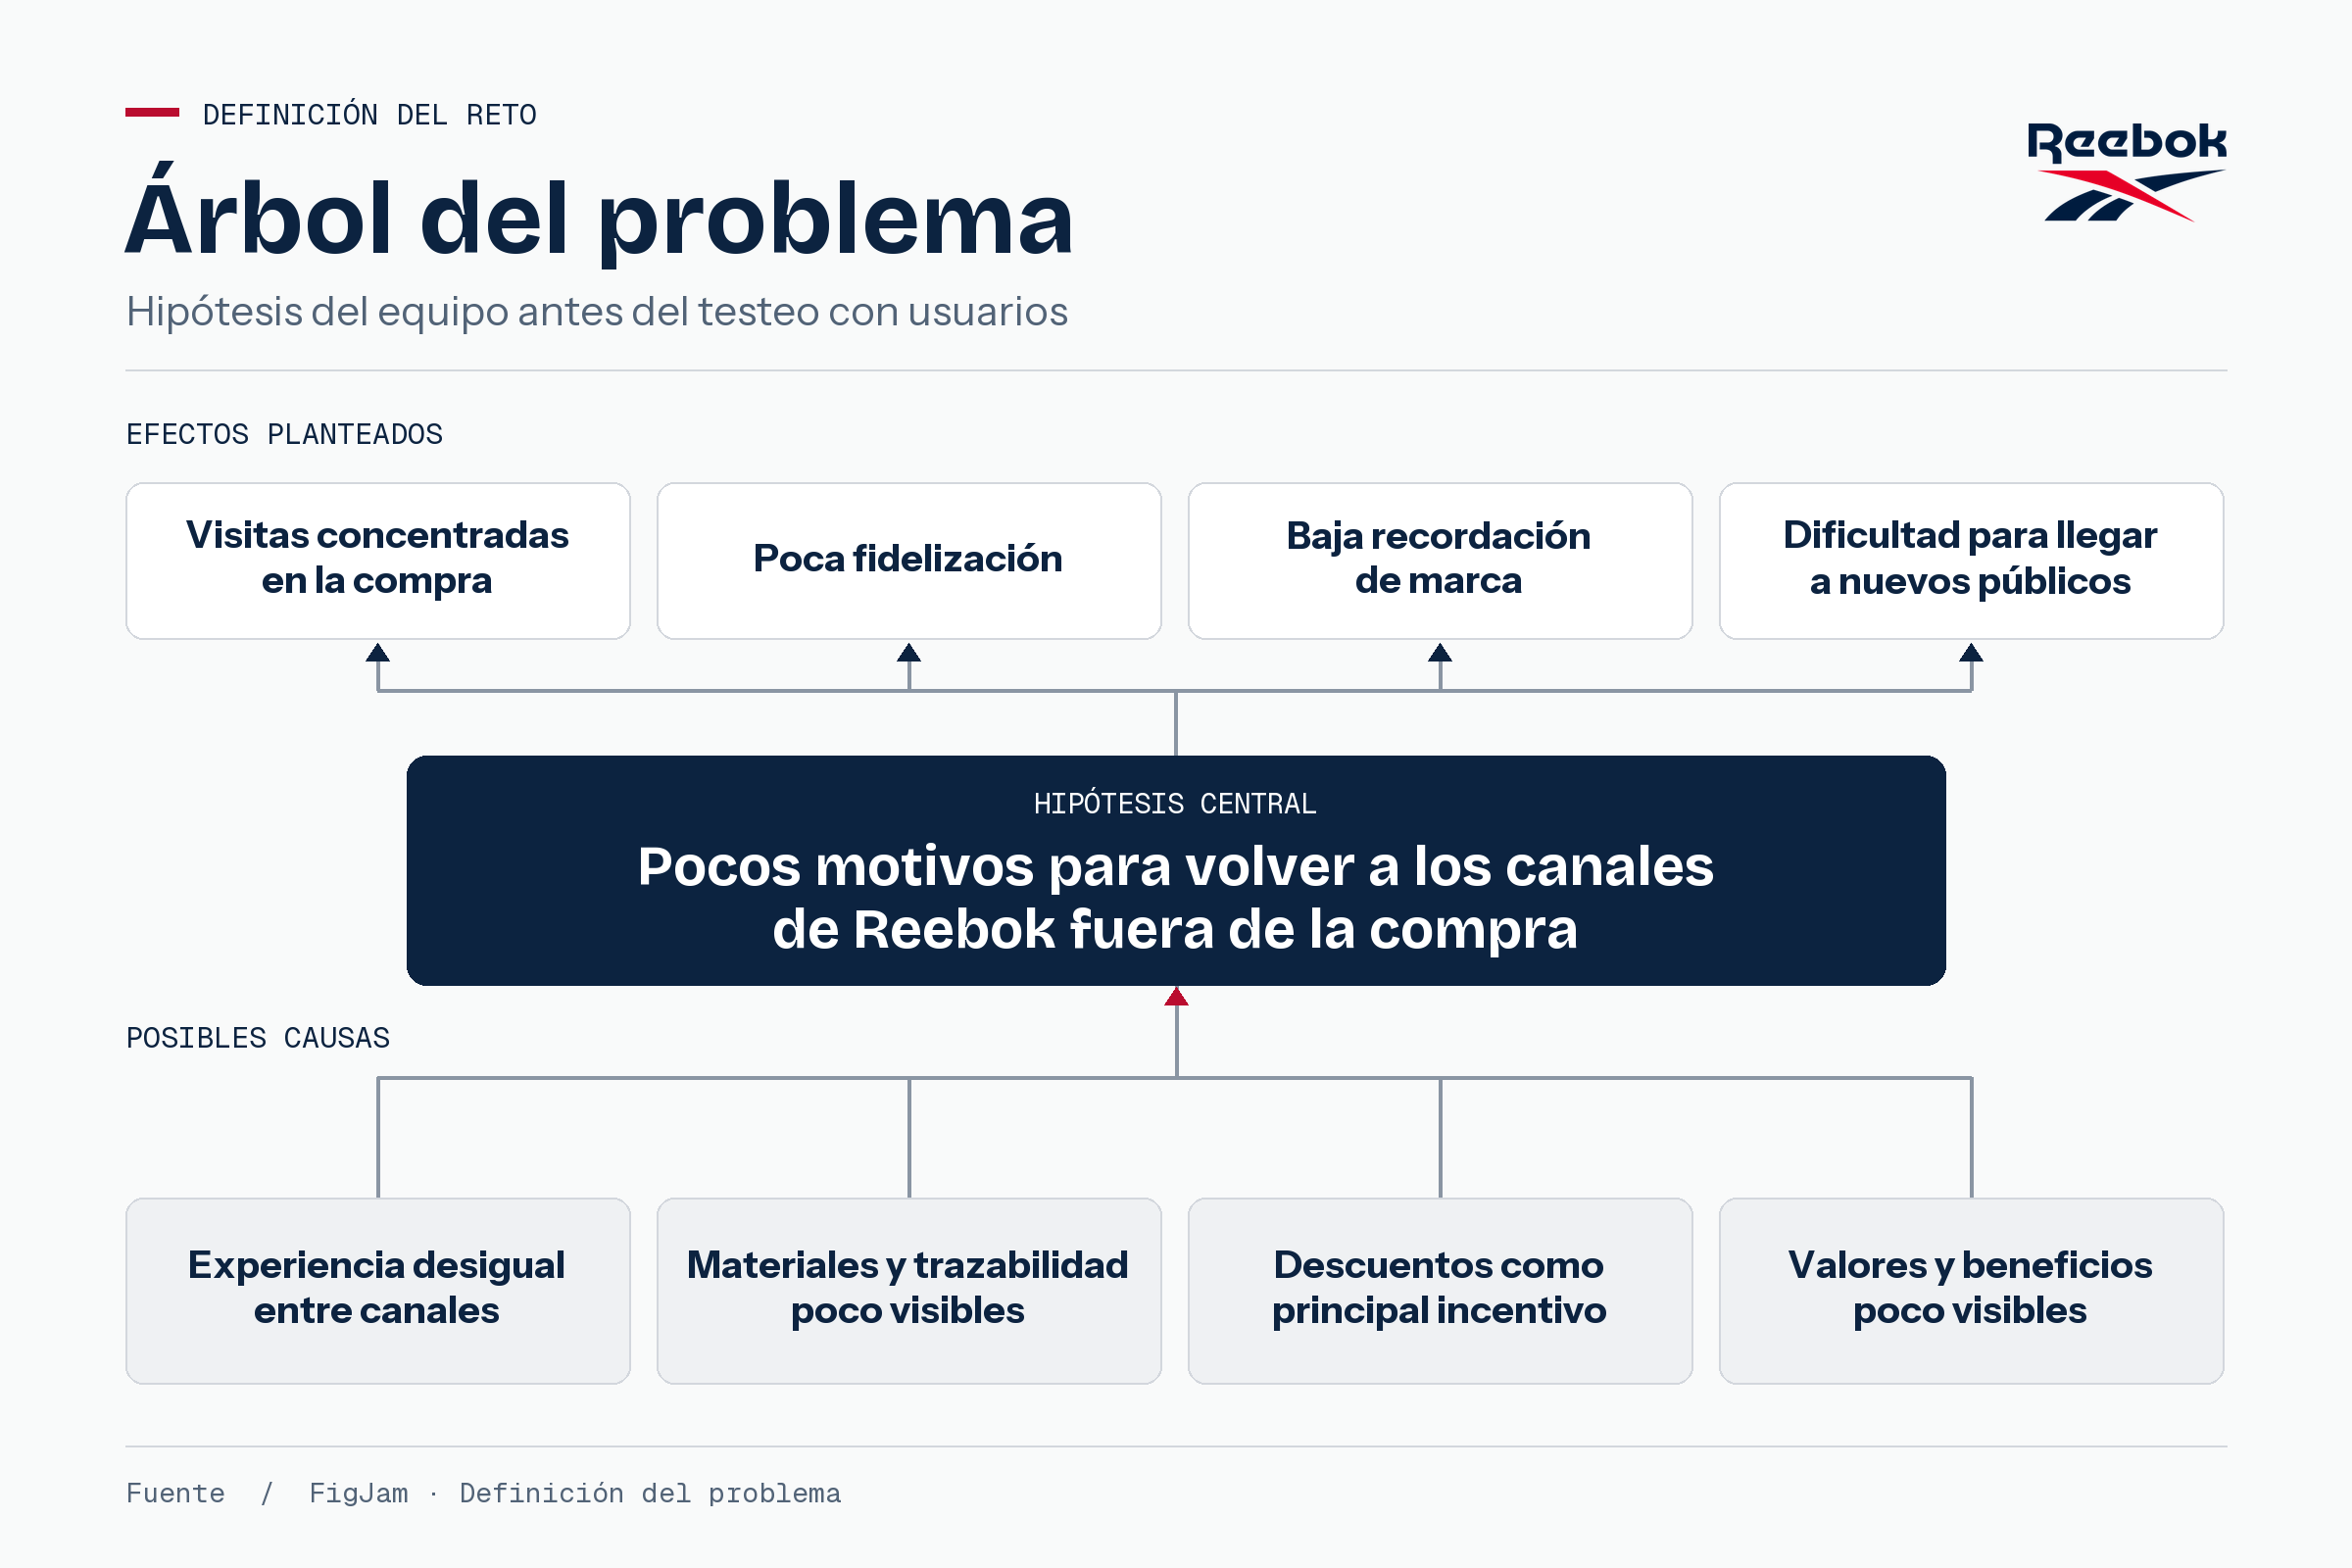 DEFINICIÓN DEL RETO
Árbol del problema
Hipótesis del equipo antes del testeo con usuarios
Reebok
EFECTOS PLANTEADOS
Visitas concentradas
en la compra
Poca fidelización
Baja recordación
de marca
Dificultad para llegar
a nuevos públicos
HIPÓTESIS CENTRAL
Pocos motivos para volver a los canales
de Reebok fuera de la compra
POSIBLES CAUSAS
Experiencia desigual
entre canales
Materiales y trazabilidad
poco visibles
Descuentos como
principal incentivo
Valores y beneficios
poco visibles
Fuente / FigJam · Definición del problema